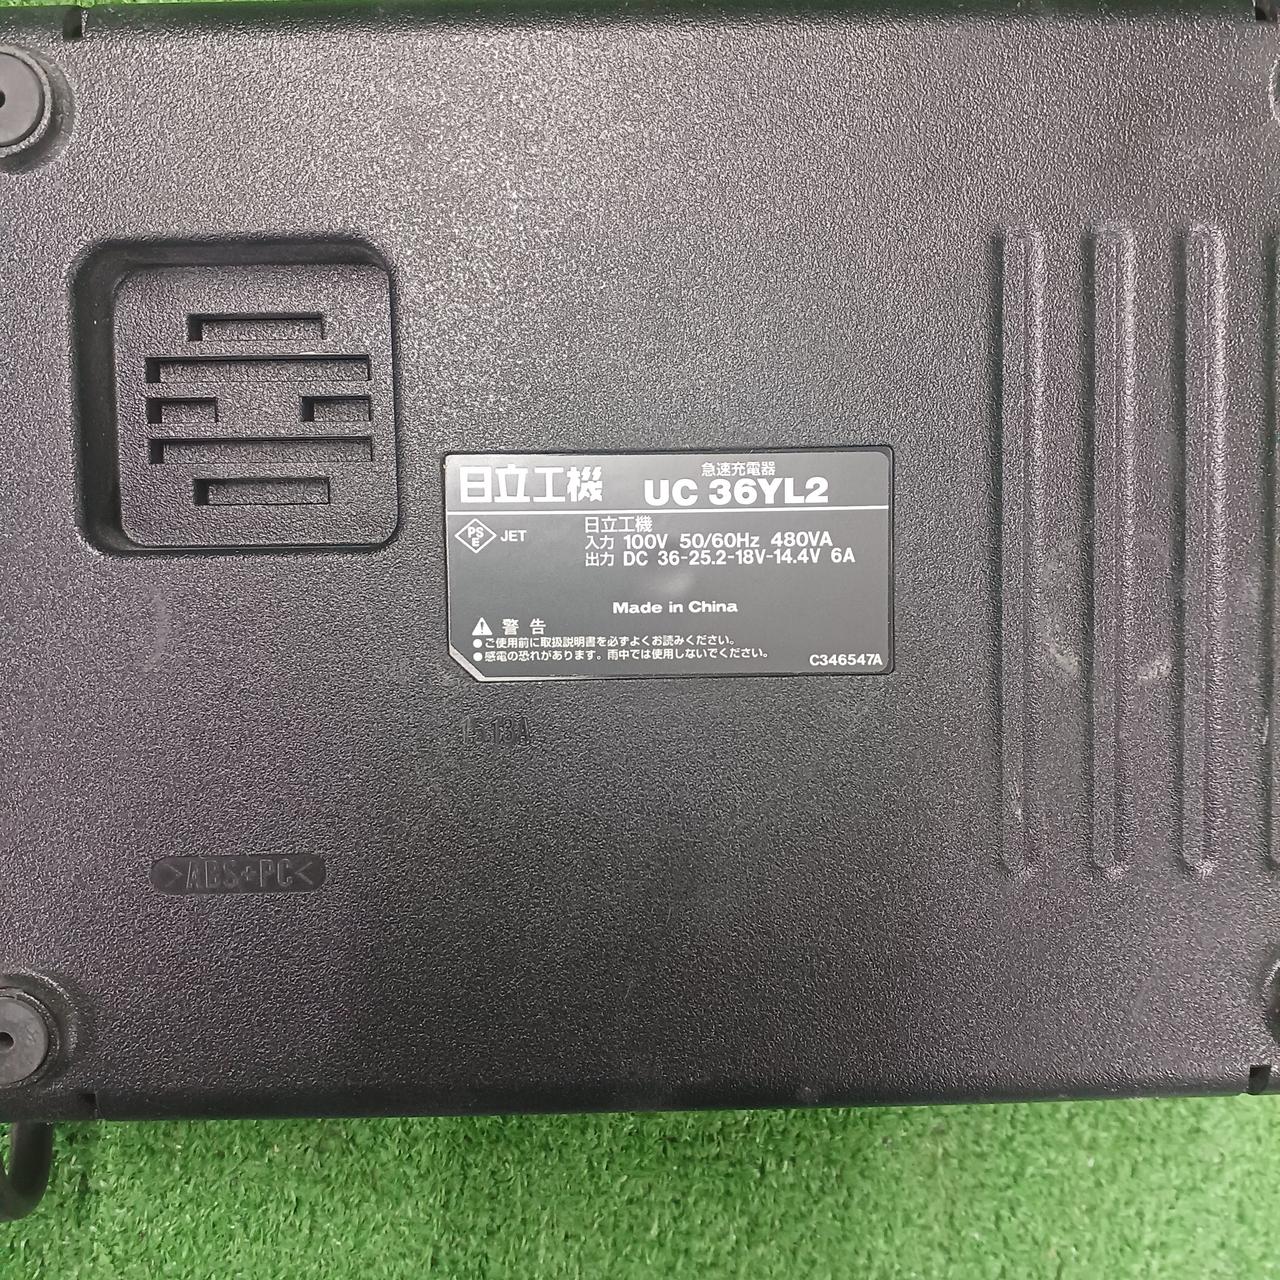 日立工機
急速充電器
UC 36YL2
PSE
JET
日立工機
入力 100V 50/60Hz 480VA
出力 DC 36-25.2-18V-14.4V 6A
Made in China
警告
●ご使用前に取扱説明書を必ずよくお読みください。
●感電の恐れがあります。雨中では使用しないでください。
C346547A
>ABS+PC<